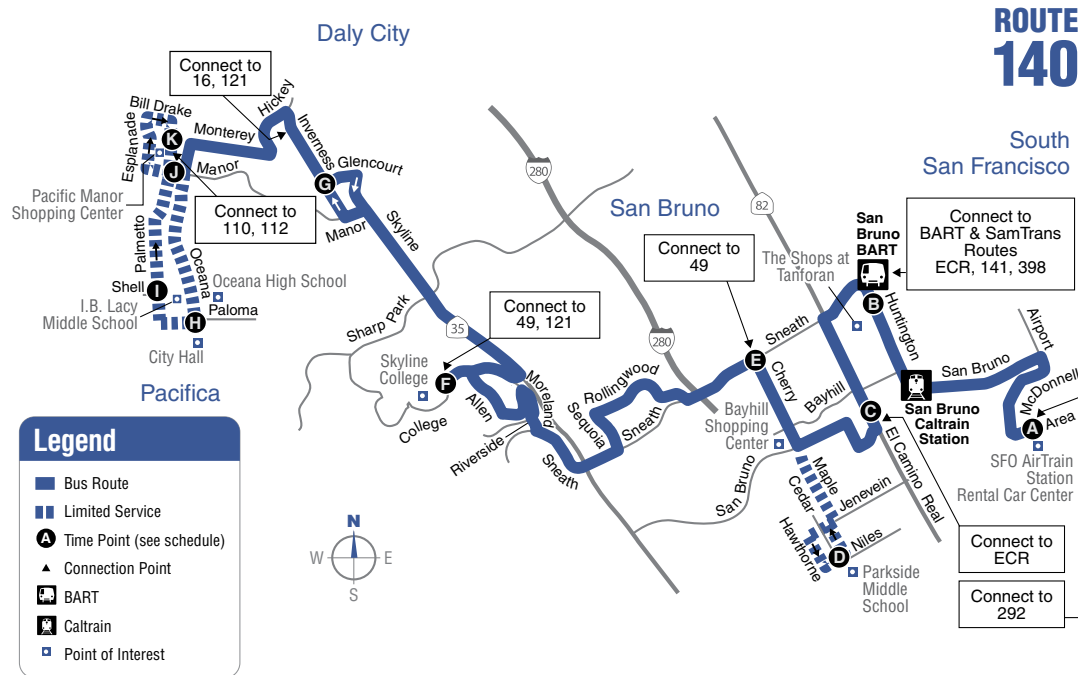 ROUTE
140
Daly City
Connect to
16, 121
Hickey
Bill Drake
Monterey
Inverness
Esplanade
K
J
Manor
G
Glencourt
Pacific Manor
Shopping Center
Connect to
110, 112
Manor
Skyline
Palmetto
Oceana
Shell
I
Oceana High School
I.B. Lacy
Middle School
H
Paloma
City Hall
Pacifica
Sharp Park
35
280
San Bruno
82
South
San Francisco
San
Bruno
BART
Connect to
BART & SamTrans
Routes
ECR, 141, 398
The Shops at
Tanforan
B
Huntington
Connect to
49
Connect to
49, 121
280
Sneath
E
Cherry
Airport
San Bruno
McDonnell
San Bruno
Caltrain
Station
A
Area
SFO AirTrain
Station
Rental Car Center
Skyline
College
F
Allen
College
Moreland
Riverside
Sneath
Sequoia
Rollingwood
Sneath
Bayhill
Bayhill
Shopping
Center
C
El Camino Real
San Bruno
Maple
Cedar
Jenevein
Hawthorne
D
Niles
Parkside
Middle
School
Connect to
ECR
Connect to
292
N
W
E
S
Legend
Bus Route
Limited Service
A
Time Point (see schedule)
Connection Point
BART
Caltrain
Point of Interest